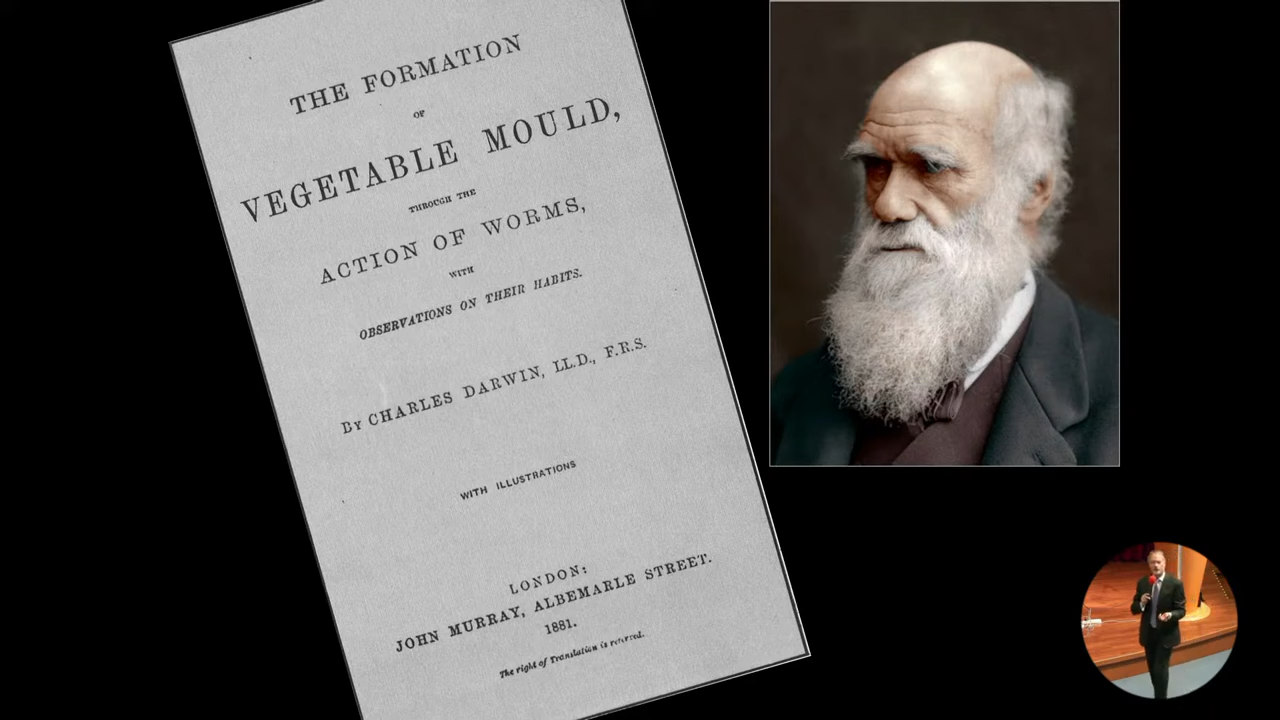 THE FORMATION
OF
VEGETABLE MOULD,
THROUGH THE
ACTION OF WORMS,
WITH
OBSERVATIONS ON THEIR HABITS.
BY CHARLES DARWIN, LL.D., F.R.S.
WITH ILLUSTRATIONS
LONDON:
JOHN MURRAY, ALBEMARLE STREET.
1881.
The right of Translation is reserved.